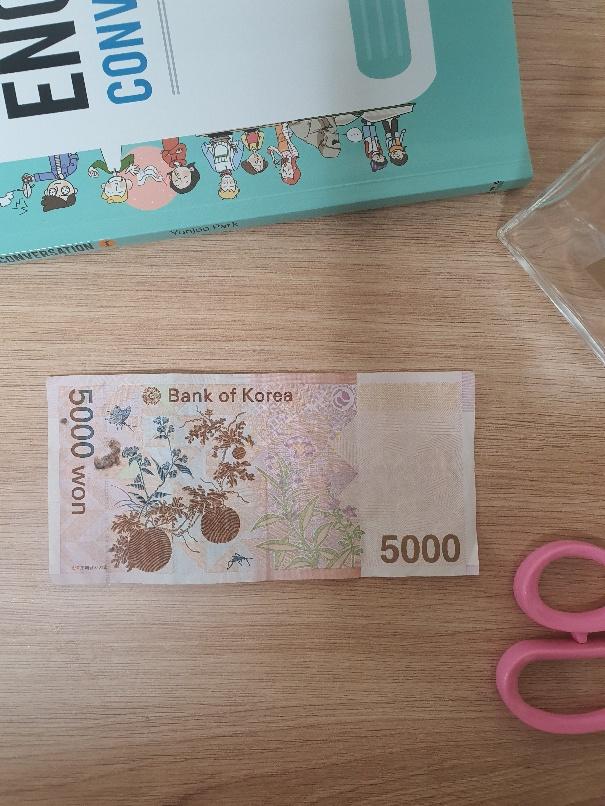 ENG
CONV
CONVERSATION
Yunjoo Park
Bank of Korea
5000 won
5000